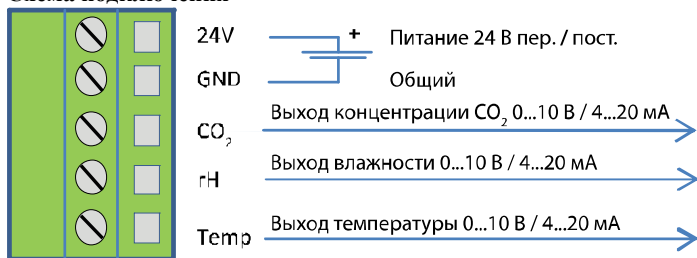 24V + Питание 24 В пер. / пост.
GND Общий
CO₂ Выход концентрации CO₂ 0...10 В / 4...20 мА
rH Выход влажности 0...10 В / 4...20 мА
Temp Выход температуры 0...10 В / 4...20 мА